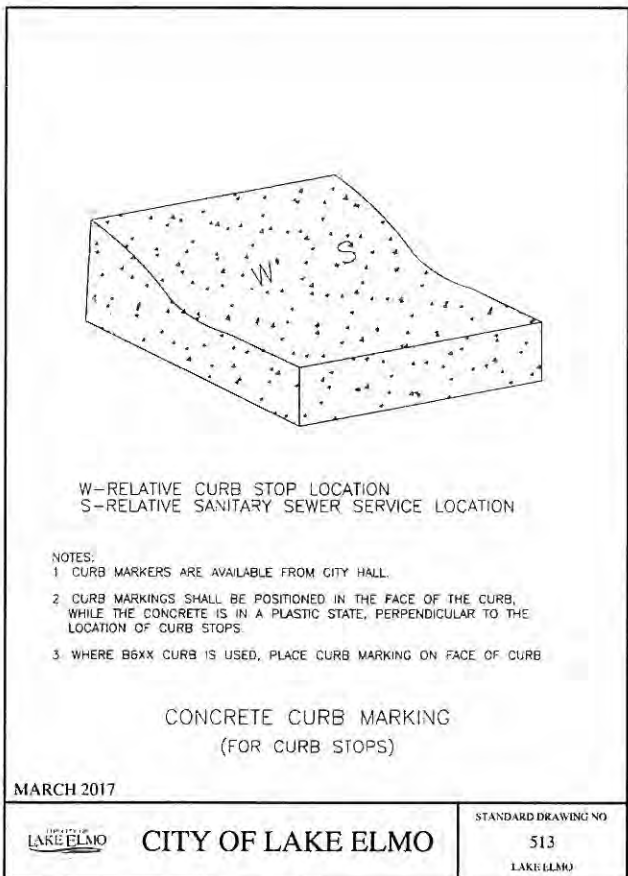 W S
W-RELATIVE CURB STOP LOCATION
S-RELATIVE SANITARY SEWER SERVICE LOCATION
NOTES:
1 CURB MARKERS ARE AVAILABLE FROM CITY HALL.
2 CURB MARKINGS SHALL BE POSITIONED IN THE FACE OF THE CURB,
WHILE THE CONCRETE IS IN A PLASTIC STATE, PERPENDICULAR TO THE
LOCATION OF CURB STOPS.
3 WHERE B6XX CURB IS USED, PLACE CURB MARKING ON FACE OF CURB
CONCRETE CURB MARKING
(FOR CURB STOPS)
MARCH 2017
LAKE ELMO
CITY OF LAKE ELMO
STANDARD DRAWING NO
513
LAKE ELMO